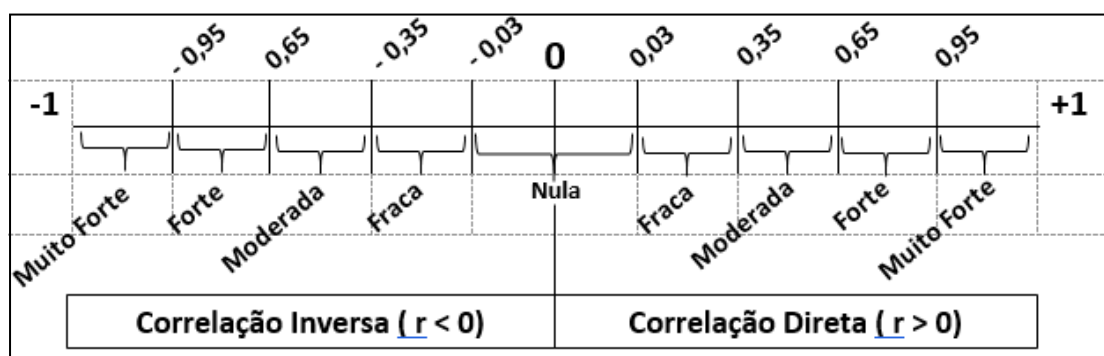 - 0,95 0,65 - 0,35 - 0,03 0 0,03 0,35 0,65 0,95
-1 +1
Muito Forte Forte Moderada Fraca Nula Fraca Moderada Forte Muito Forte
Correlação Inversa ( r < 0) Correlação Direta ( r > 0)